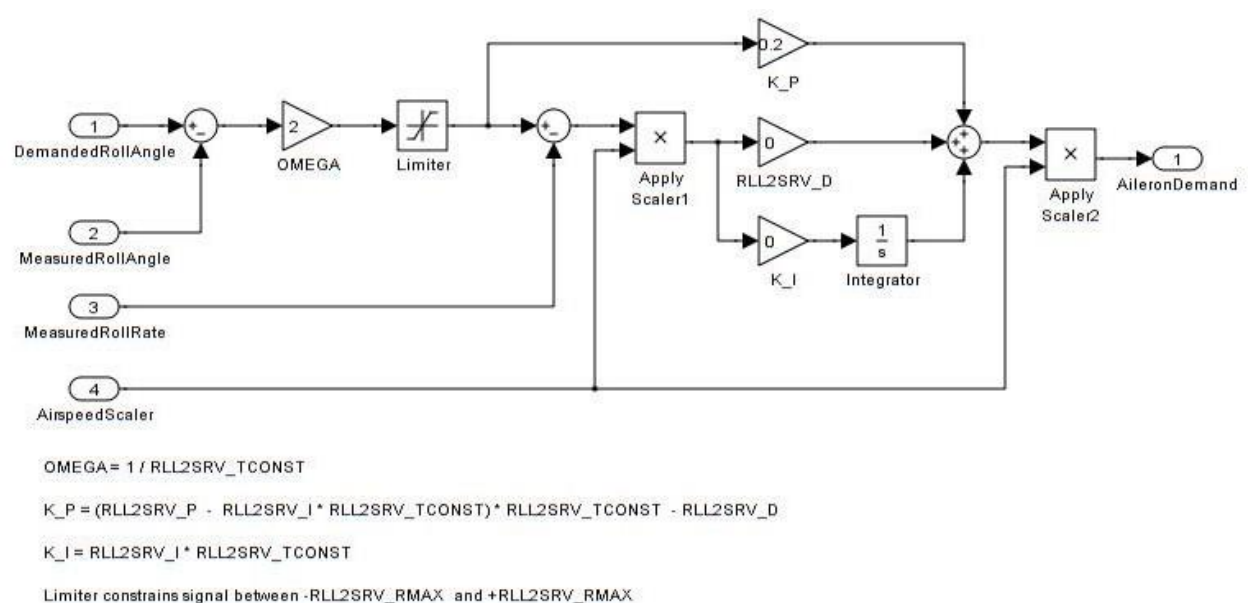 0.2
K_P
1
DemandedRollAngle
+
-
2
OMEGA
Limiter
+
-
×
Apply
Scaler1
0
RLL2SRV_D
+
+
+
×
Apply
Scaler2
1
AileronDemand
2
MeasuredRollAngle
0
K_I
1
s
Integrator
3
MeasuredRollRate
4
AirspeedScaler
OMEGA = 1 / RLL2SRV_TCONST
K_P = (RLL2SRV_P - RLL2SRV_I * RLL2SRV_TCONST) * RLL2SRV_TCONST - RLL2SRV_D
K_I = RLL2SRV_I * RLL2SRV_TCONST
Limiter constrains signal between -RLL2SRV_RMAX and +RLL2SRV_RMAX